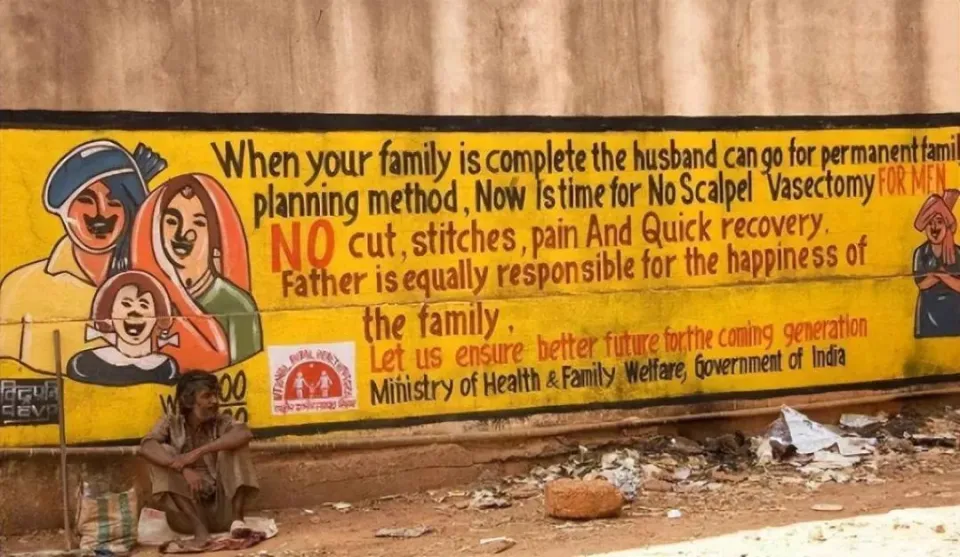 When your family is complete the husband can go for permanent famil
planning method, Now Is time for No Scalpel Vasectomy FOR MEN
NO cut, stitches, pain And Quick recovery.
Father is equally responsible for the happiness of
the family.
Let us ensure better future for the coming generation
Ministry of Health & Family Welfare, Government of India
RURAL HEALTH